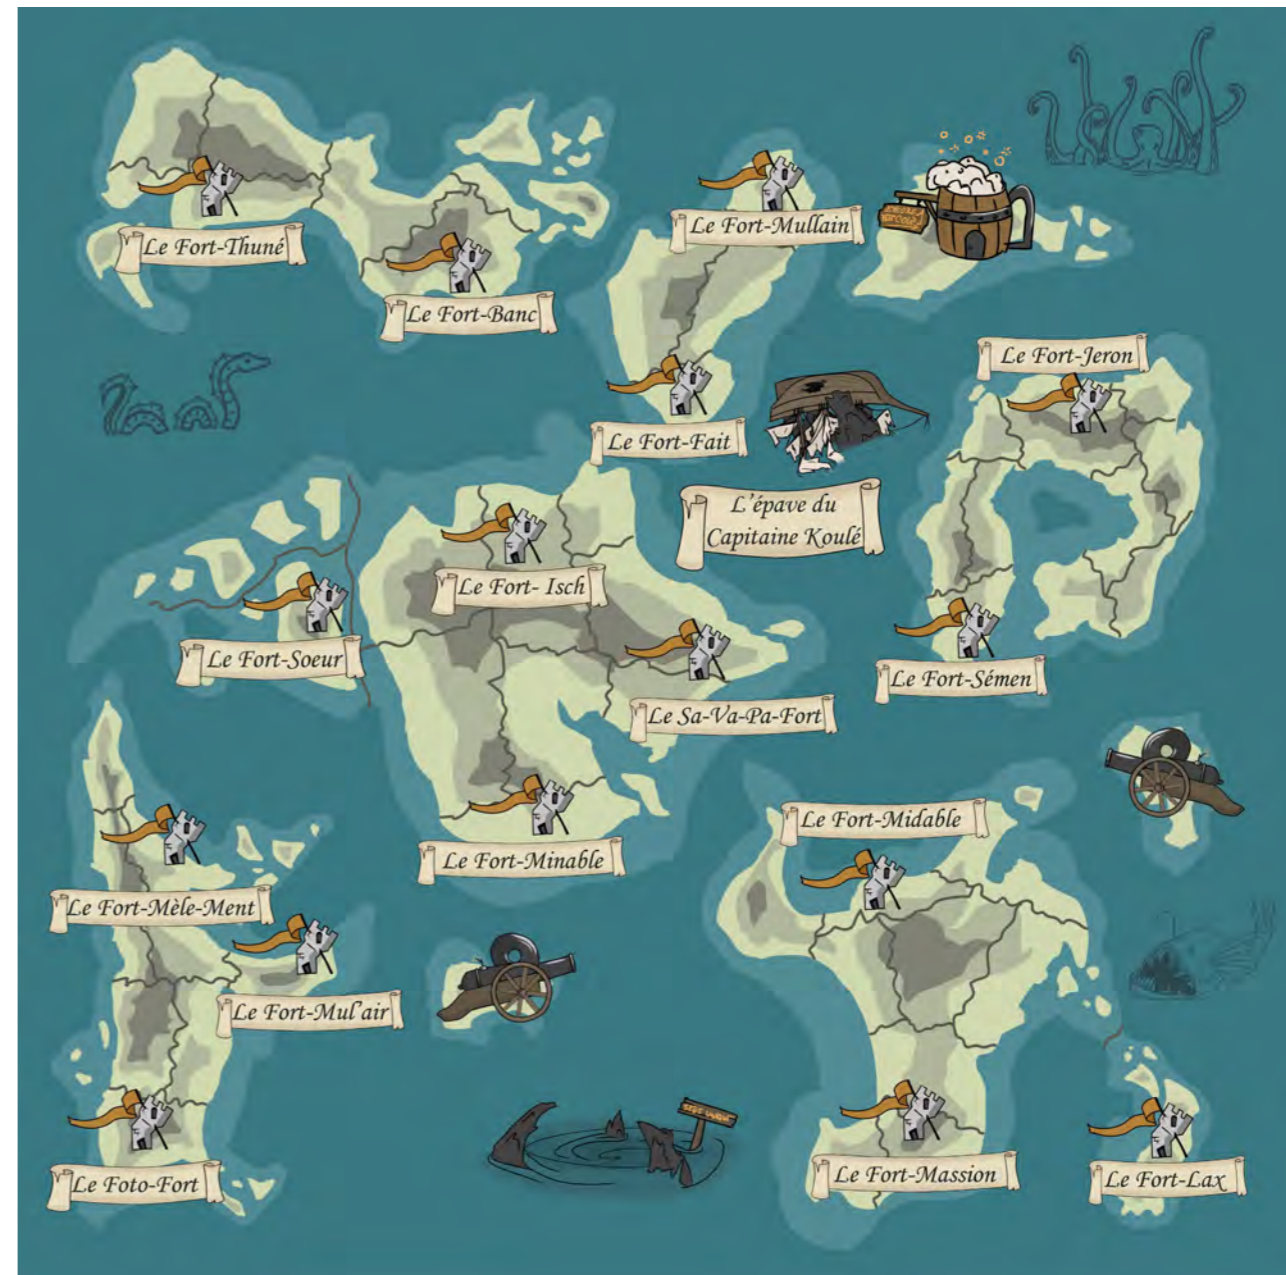 Le Fort-Mullain
Le Fort-Thuné
Le Fort-Banc
Le Fort-Jeron
Le Fort-Fait
L'épave du
Capitaine Koulé
Le Fort- Isch
Le Fort-Soeur
Le Fort-Sémen
Le Sa-Va-Pa-Fort
Le Fort-Midable
Le Fort-Minable
Le Fort-Mèle-Ment
Le Fort-Mul'air
Le Fort-Massion
Le Fort-Lax
Le Foto-Fort